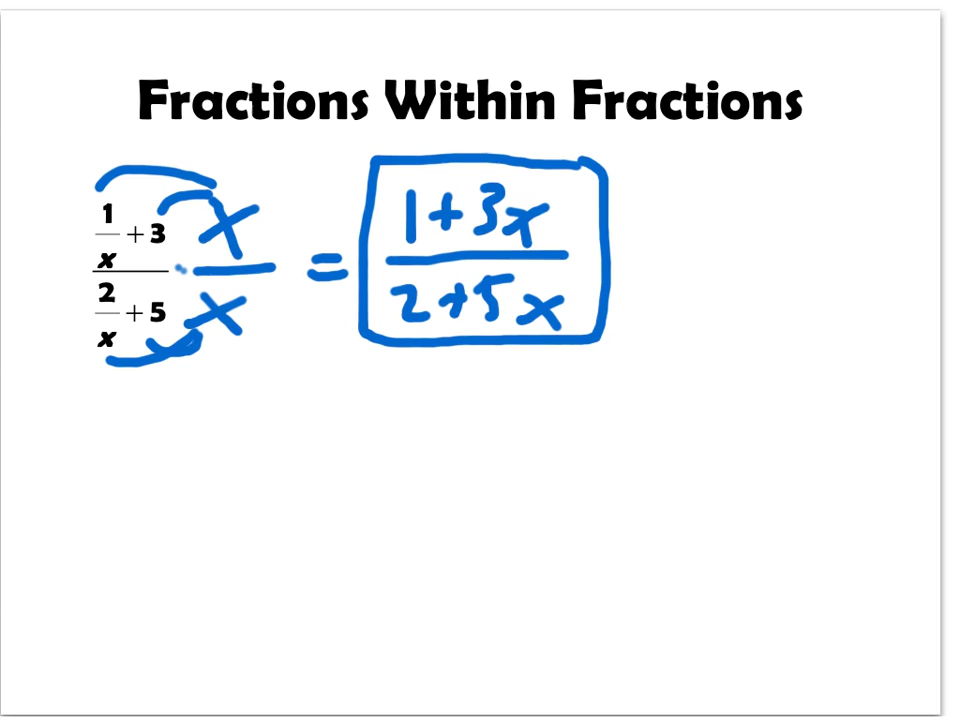 Fractions Within Fractions
1/x + 3
2/x + 5
· x/x = 1+3x
2+5x